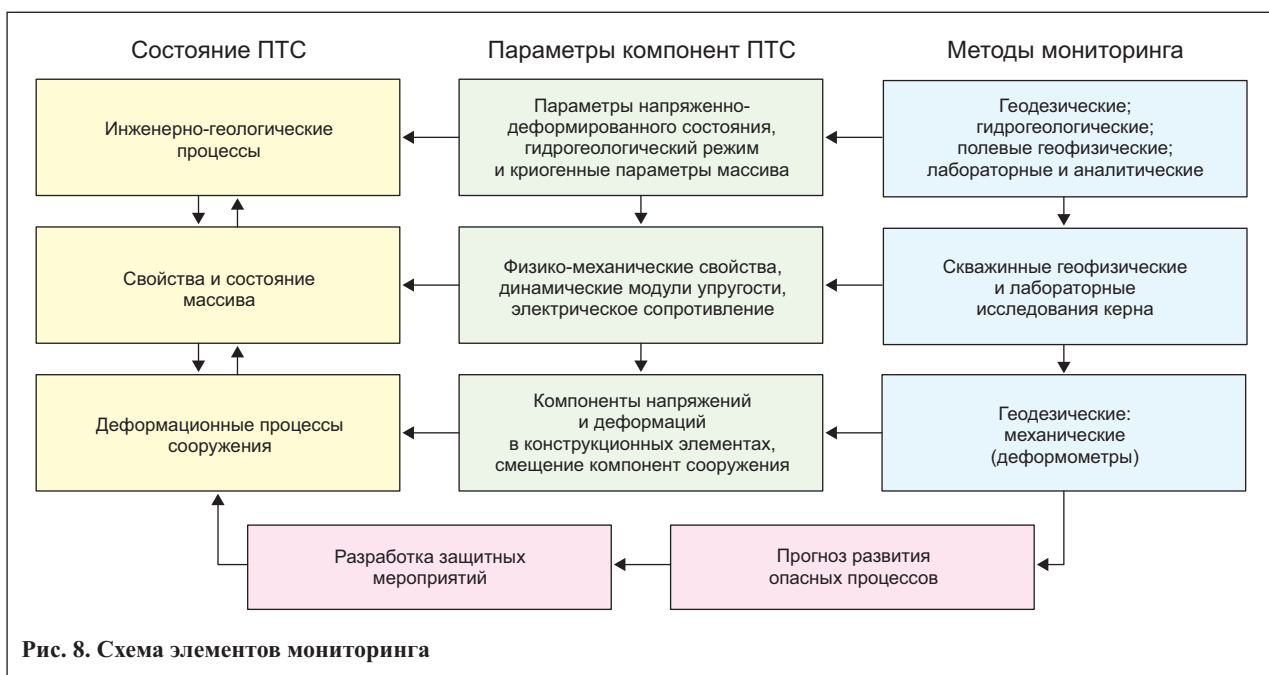 Состояние ПТС
Параметры компонент ПТС
Методы мониторинга
Инженерно-геологические
процессы
Параметры напряженно-
деформированного состояния,
гидрогеологический режим
и криогенные параметры массива
Геодезические;
гидрогеологические;
полевые геофизические;
лабораторные и аналитические
Свойства и состояние
массива
Физико-механические свойства,
динамические модули упругости,
электрическое сопротивление
Скважинные геофизические
и лабораторные
исследования керна
Деформационные процессы
сооружения
Компоненты напряжений
и деформаций
в конструкционных элементах,
смещение компонент сооружения
Геодезические:
механические
(деформометры)
Разработка защитных
мероприятий
Прогноз развития
опасных процессов
Рис. 8. Схема элементов мониторинга